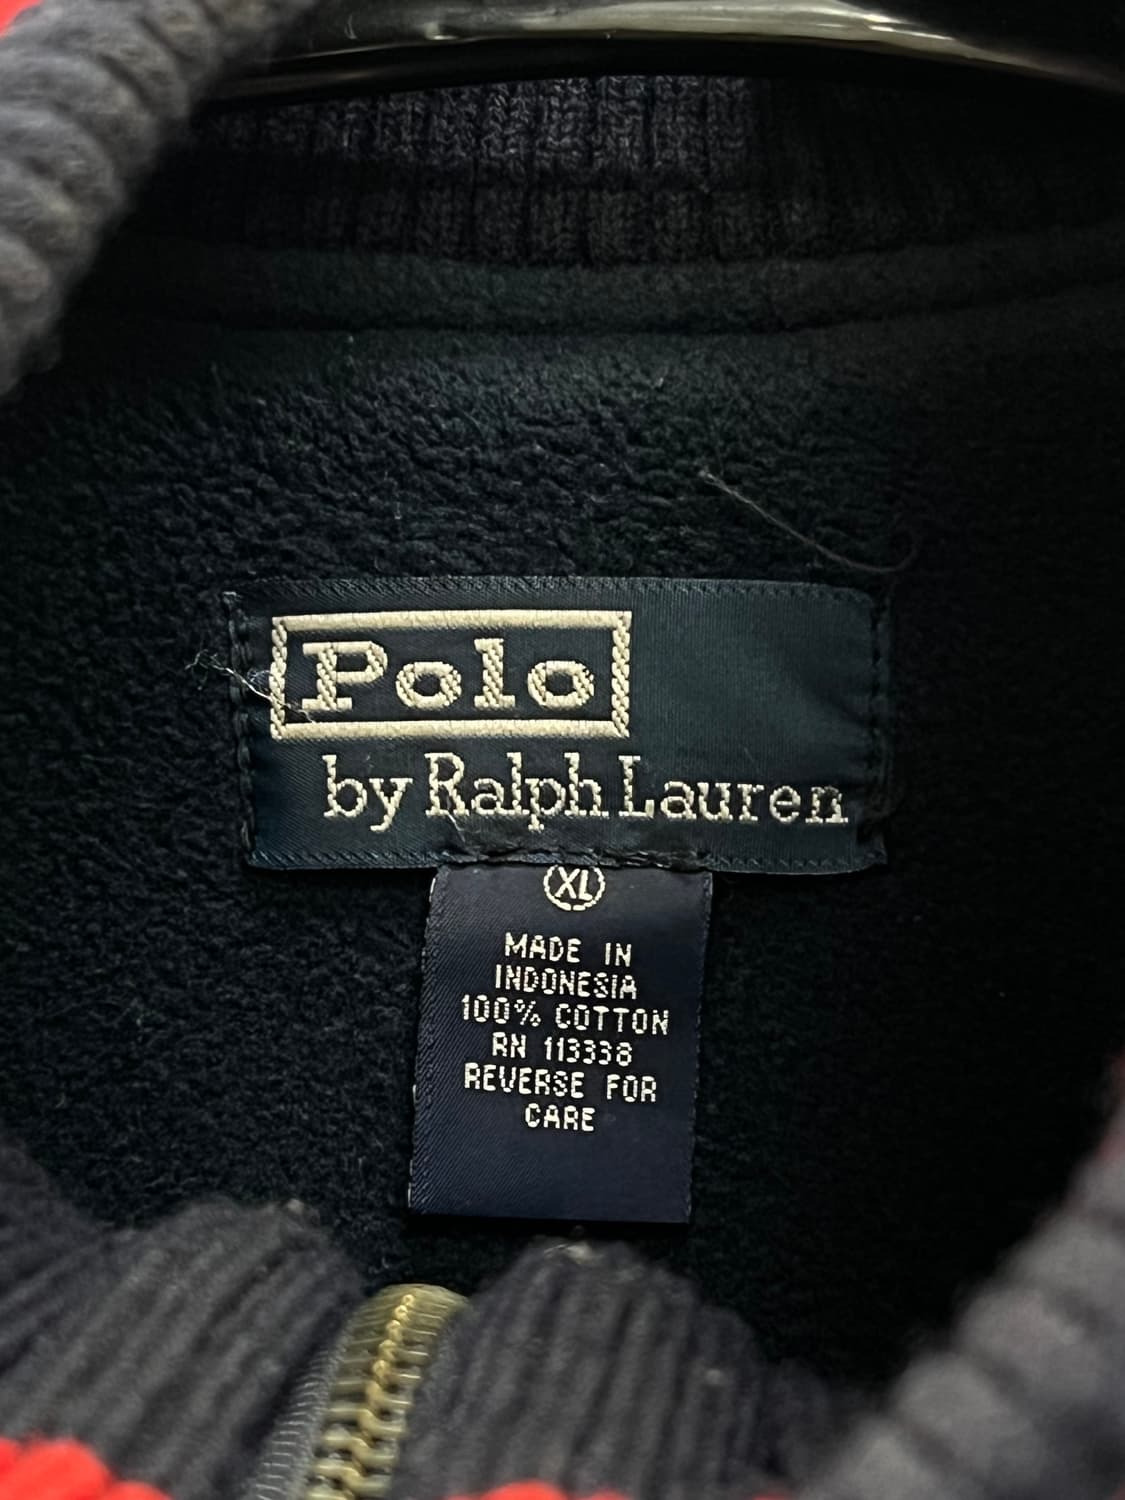 Polo
by Ralph Lauren
XL
MADE IN
INDONESIA
100% COTTON
RN 113338
REVERSE FOR
CARE